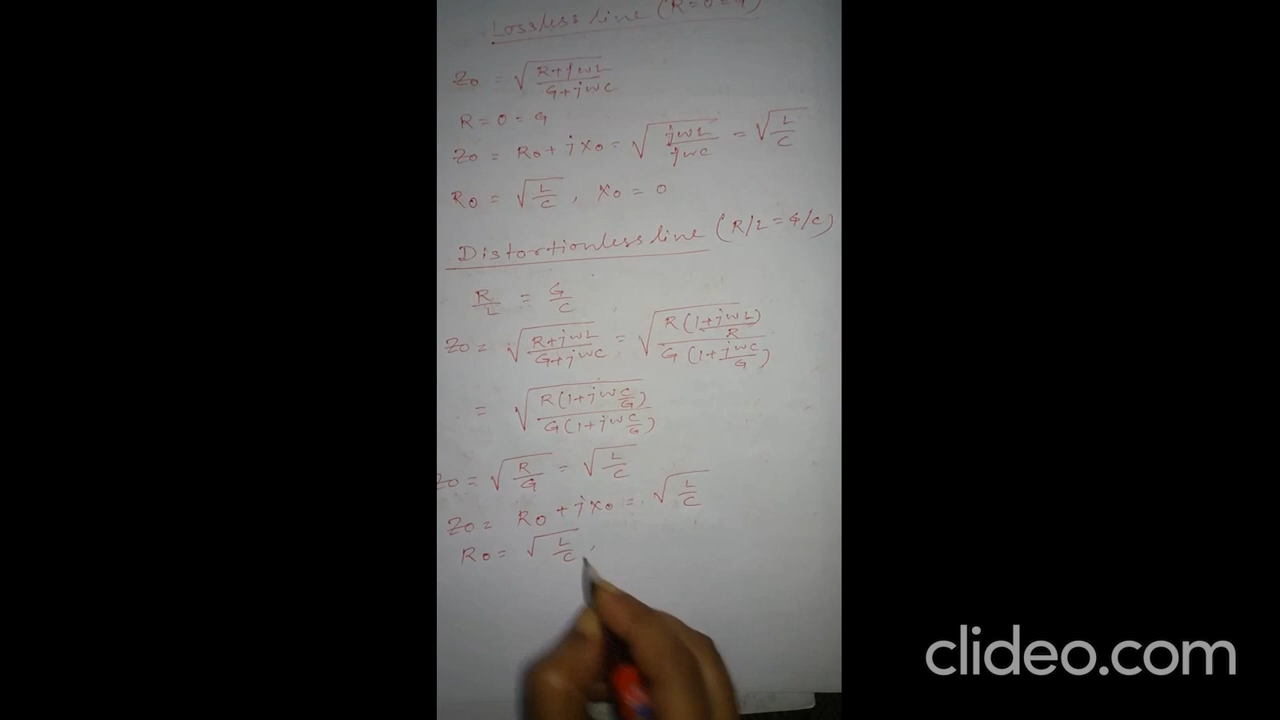 Lossless line (R=0=G)
Z0 = √(R+jωL / G+jωC)
R = 0 = G
Z0 = R0 + jX0 = √(jωL / jωC) = √(L/C)
R0 = √(L/C), X0 = 0
Distortionless line (R/L = G/C)
R/L = G/C
Z0 = √(R+jωL / G+jωC) = √(R(1+jωL/R) / G(1+jωC/G))
= √(R(1+jωC/G) / G(1+jωC/G))
Z0 = √(R/G) = √(L/C)
Z0 = R0 + jX0 = √(L/C)
R0 = √(L/C),
clideo.com